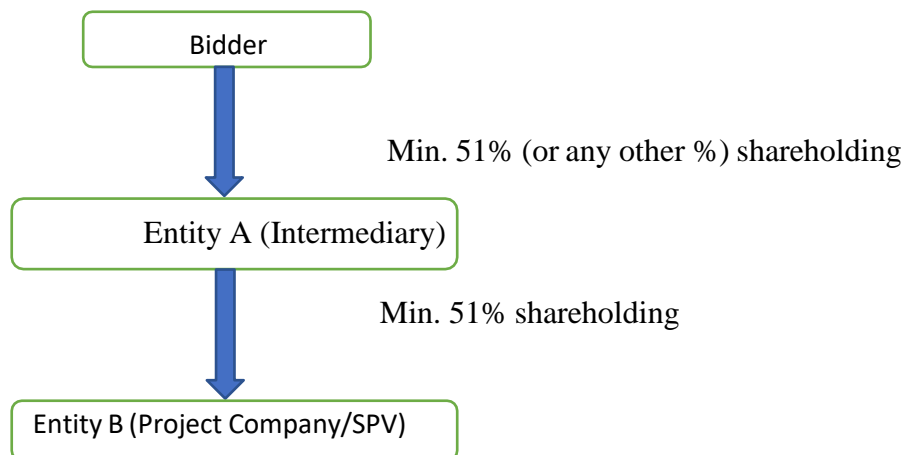 Bidder
Min. 51% (or any other %) shareholding
Entity A (Intermediary)
Min. 51% shareholding
Entity B (Project Company/SPV)